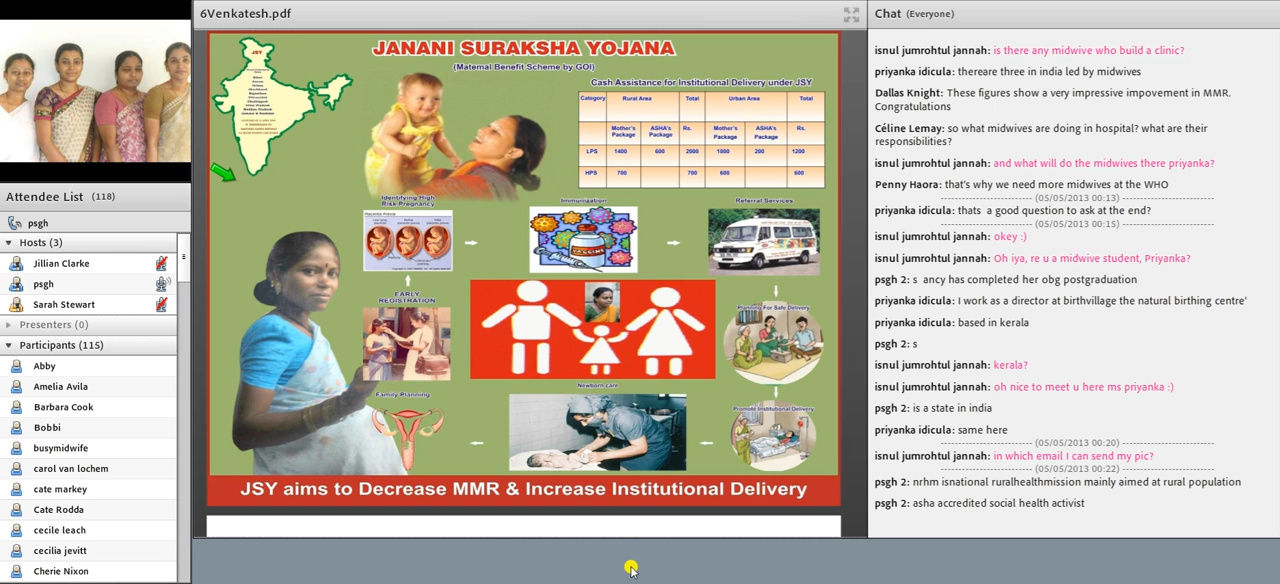 6Venkatesh.pdf
Attendee List (118)
psgh
Hosts (3)
Jillian Clarke
psgh
Sarah Stewart
Presenters (0)
Participants (115)
Abby
Amelia Avila
Barbara Cook
Bobbi
busymidwife
carol van lochem
cate markey
Cate Rodda
cecile leach
cecilia jevitt
Cherie Nixon
JSY
JANANI SURAKSHA YOJANA
(Maternal Benefit Scheme by GOI)
Cash Assistance for Institutional Delivery under JSY
Category Rural Area Total Urban Area Total
Mother's Package ASHA's Package Rs. Mother's Package ASHA's Package Rs.
LPS 1400 600 2000 1000 200 1200
HPS 700 700 600 600
Identifying High
Risk Pregnancy
Placenta Previa
Immunization
VACCINE
Referral Services
EARLY
REGISTRATION
Planning For Safe Delivery
Family Planning
Newborn care
Promote Institutional Delivery
JSY aims to Decrease MMR & Increase Institutional Delivery
Chat (Everyone)
isnul jumrohtul jannah: is there any midwive who build a clinic?
priyanka idicula: thereare three in india led by midwives
Dallas Knight: These figures show a very impressive impovement in MMR.
Congratulations
Céline Lemay: so what midwives are doing in hospital? what are their
responsibilities?
isnul jumrohtul jannah: and what will do the midwives there priyanka?
Penny Haora: that's why we need more midwives at the WHO
(05/05/2013 00:13)
priyanka idicula: thats a good question to ask at the end?
(05/05/2013 00:15)
isnul jumrohtul jannah: okey :)
isnul jumrohtul jannah: Oh iya, re u a midwive student, Priyanka?
psgh 2: s ancy has completed her obg postgraduation
priyanka idicula: I work as a director at birthvillage the natural birthing centre'
priyanka idicula: based in kerala
psgh 2: s
isnul jumrohtul jannah: kerala?
isnul jumrohtul jannah: oh nice to meet u here ms priyanka :)
psgh 2: is a state in india
priyanka idicula: same here
(05/05/2013 00:20)
isnul jumrohtul jannah: in which email I can send my pic?
(05/05/2013 00:22)
psgh 2: nrhm isnational ruralhealthmission mainly aimed at rural population
psgh 2: asha accredited social health activist